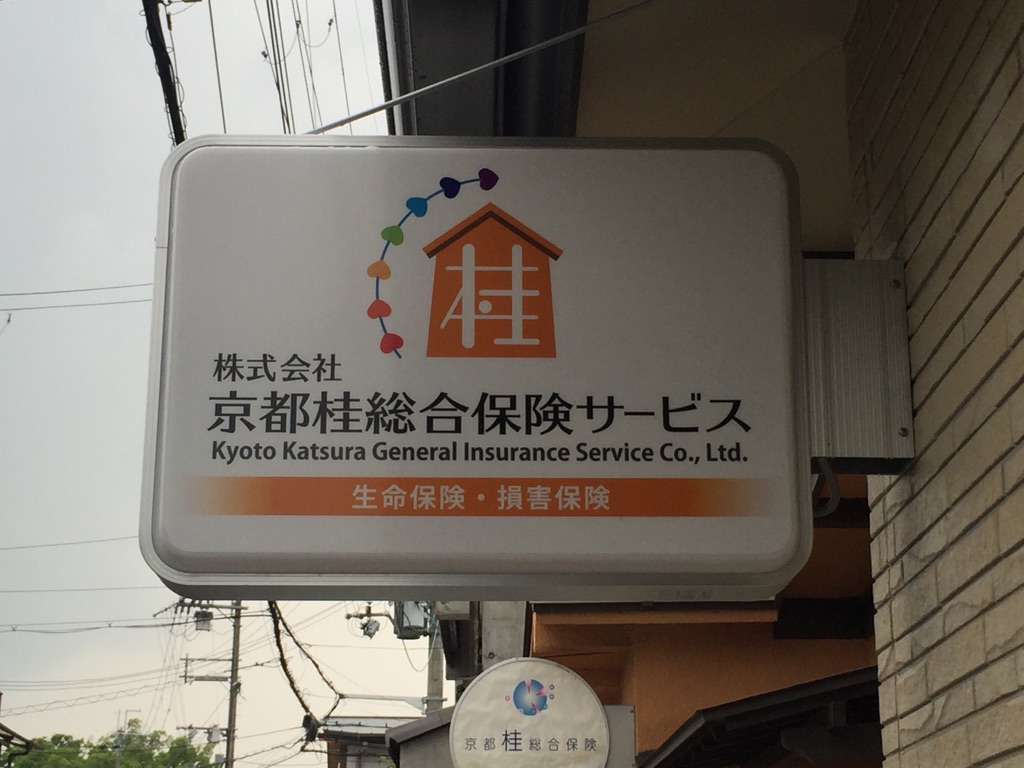 桂
株式会社
京都桂総合保険サービス
Kyoto Katsura General Insurance Service Co., Ltd.
生命保険・損害保険
京都桂総合保険